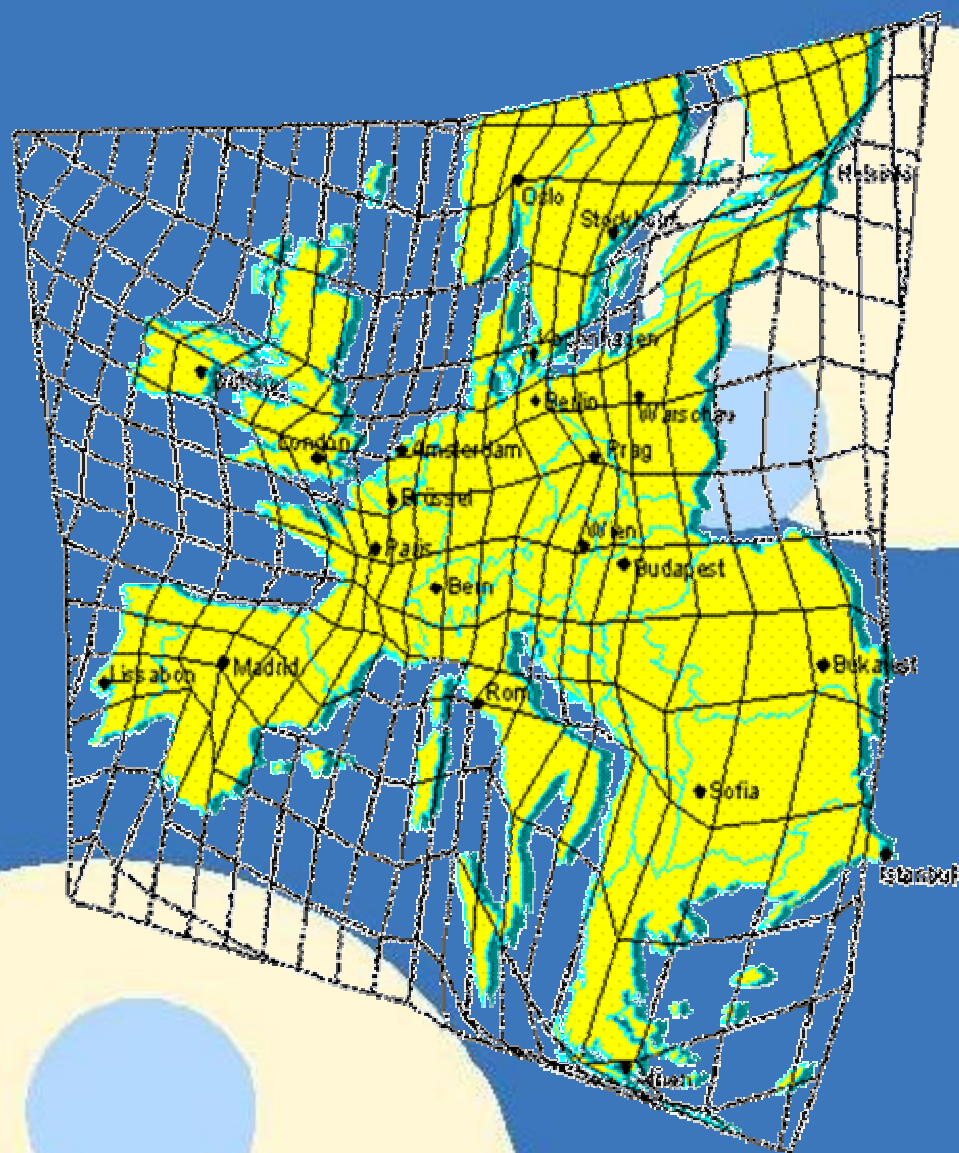 Helsinki
Oslo
Stockholm
Kopenhagen
Dublin
Berlin
Warschau
London
Amsterdam
Prag
Brüssel
Wien
Paris
Budapest
Bern
Bukarest
Lissabon
Madrid
Rom
Sofia
Istanbul
Athen